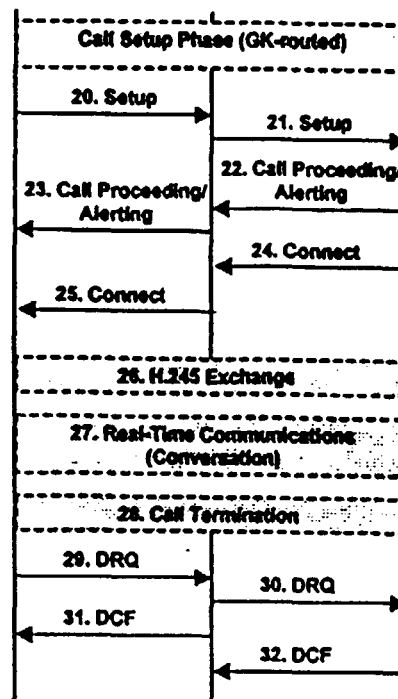 Call Setup Phase (GK-routed)
20. Setup
21. Setup
22. Call Proceeding/
Alerting
23. Call Proceeding/
Alerting
24. Connect
25. Connect
26. H.245 Exchange
27. Real-Time Communications
(Conversation)
28. Call Termination
29. DRQ
30. DRQ
31. DCF
32. DCF